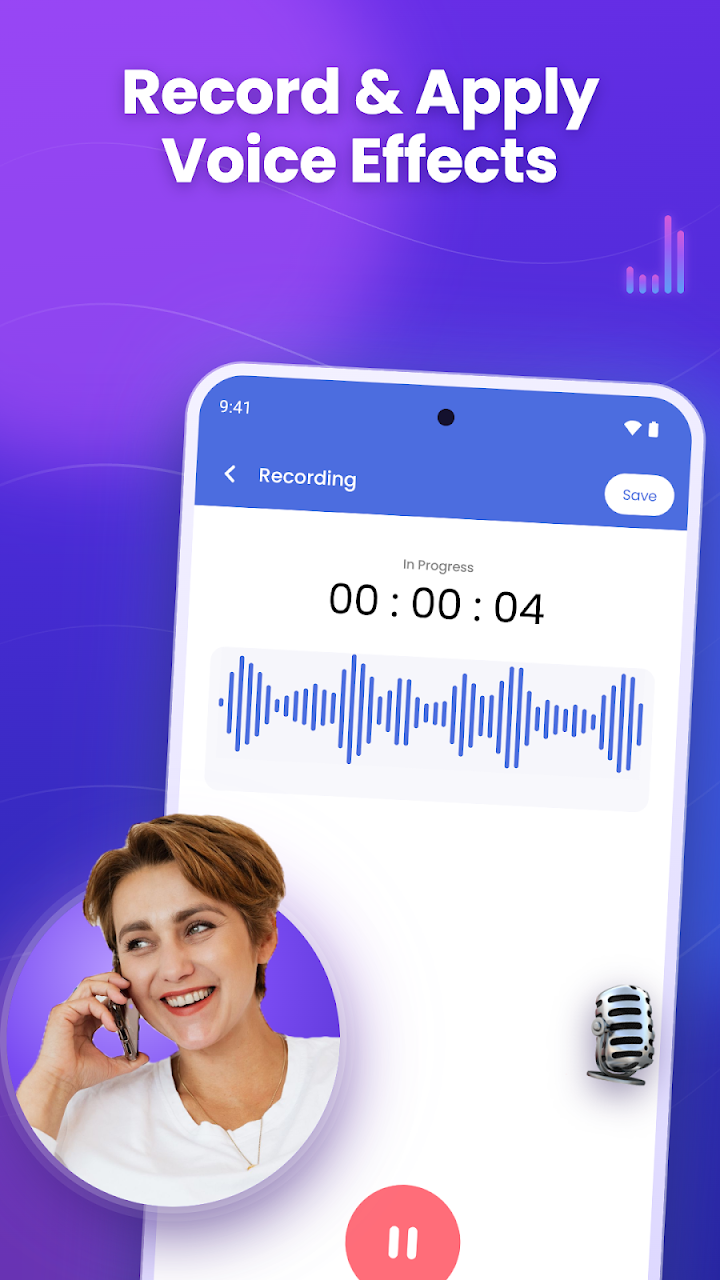 Record & Apply
Voice Effects
9:41
Recording
Save
In Progress
00 : 00 : 04